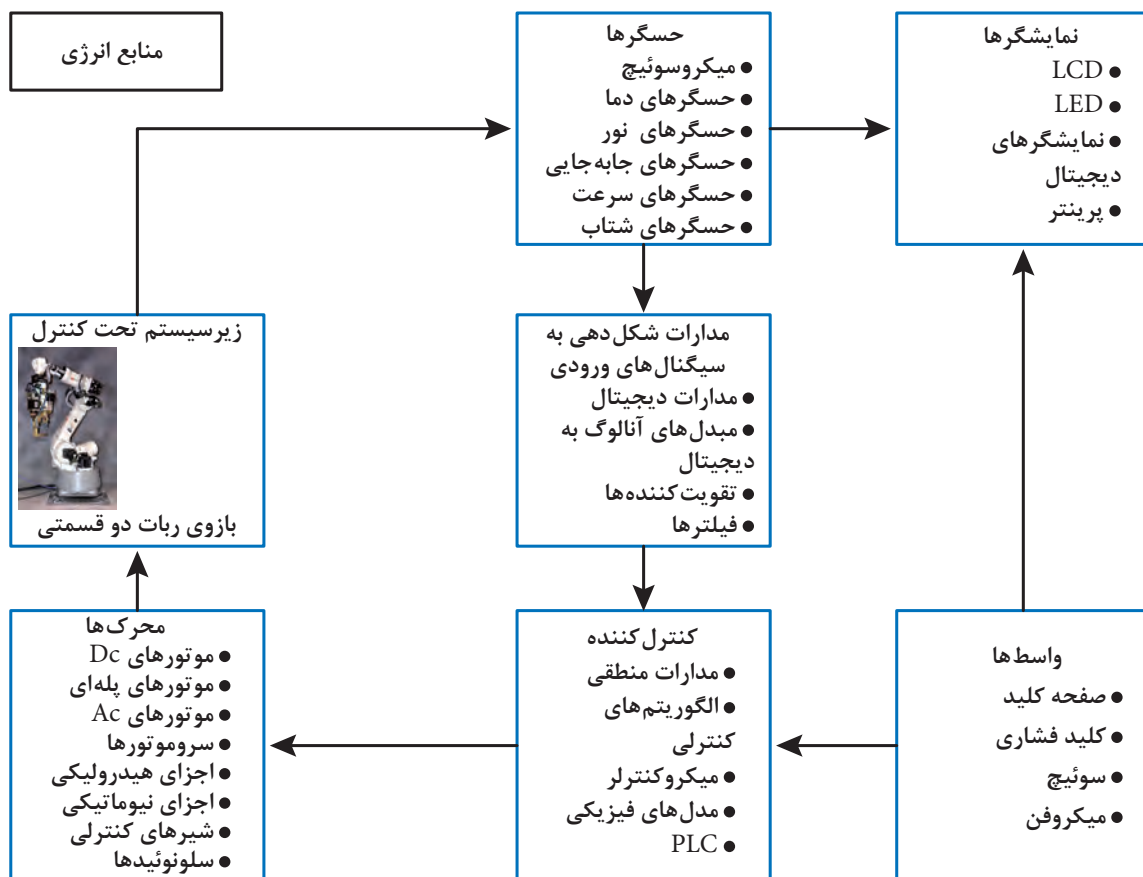 منابع انرژی
حسگرها
● میکروسوئیچ
● حسگرهای دما
● حسگرهای نور
● حسگرهای جابه‌جایی
● حسگرهای سرعت
● حسگرهای شتاب
نمایشگرها
● LCD
● LED
● نمایشگرهای
دیجیتال
● پرینتر
زیرسیستم تحت کنترل
بازوی ربات دو قسمتی
مدارات شکل‌دهی به
سیگنال‌های ورودی
● مدارات دیجیتال
● مبدل‌های آنالوگ به
دیجیتال
● تقویت‌کننده‌ها
● فیلترها
محرک‌ها
● موتورهای Dc
● موتورهای پله‌ای
● موتورهای Ac
● سروموتورها
● اجزای هیدرولیکی
● اجزای نیوماتیکی
● شیرهای کنترلی
● سلونوئیدها
کنترل‌کننده
● مدارات منطقی
● الگوریتم‌های
کنترلی
● میکروکنترلر
● مدل‌های فیزیکی
● PLC
واسط‌ها
● صفحه کلید
● کلید فشاری
● سوئیچ
● میکروفن